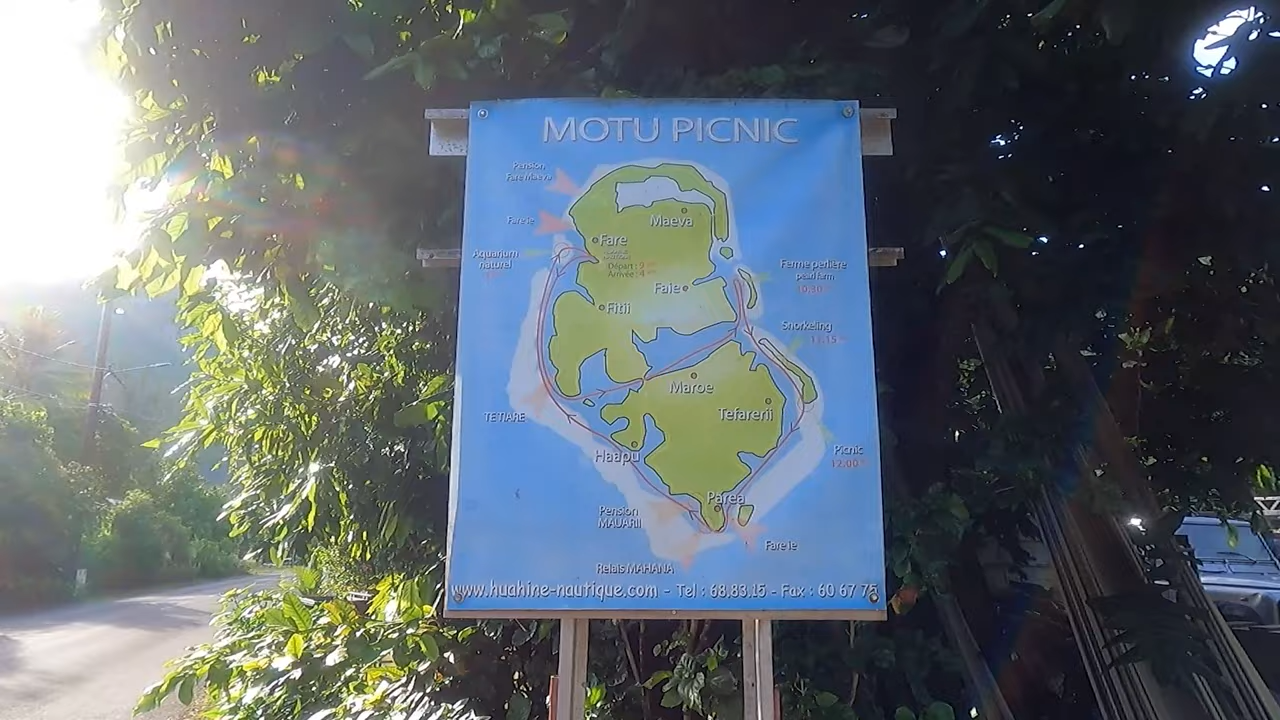 MOTU PICNIC
Pension
Fare Maeva
Maeva
Fare Ie
Fare
Aquarium
naturel
Départ : 9
Arrivée : 4
Ferme perlière
pearl farm
10.30
Faie
Fitii
Snorkeling
11.15
Maroe
Tefarerii
TE TIARE
Haapu
Picnic
12.00
Parea
Pension
MAUARII
Fare Ie
Relais MAHANA
www.huahine-nautique.com - Tel : 68.83.15 - Fax : 60 67 75